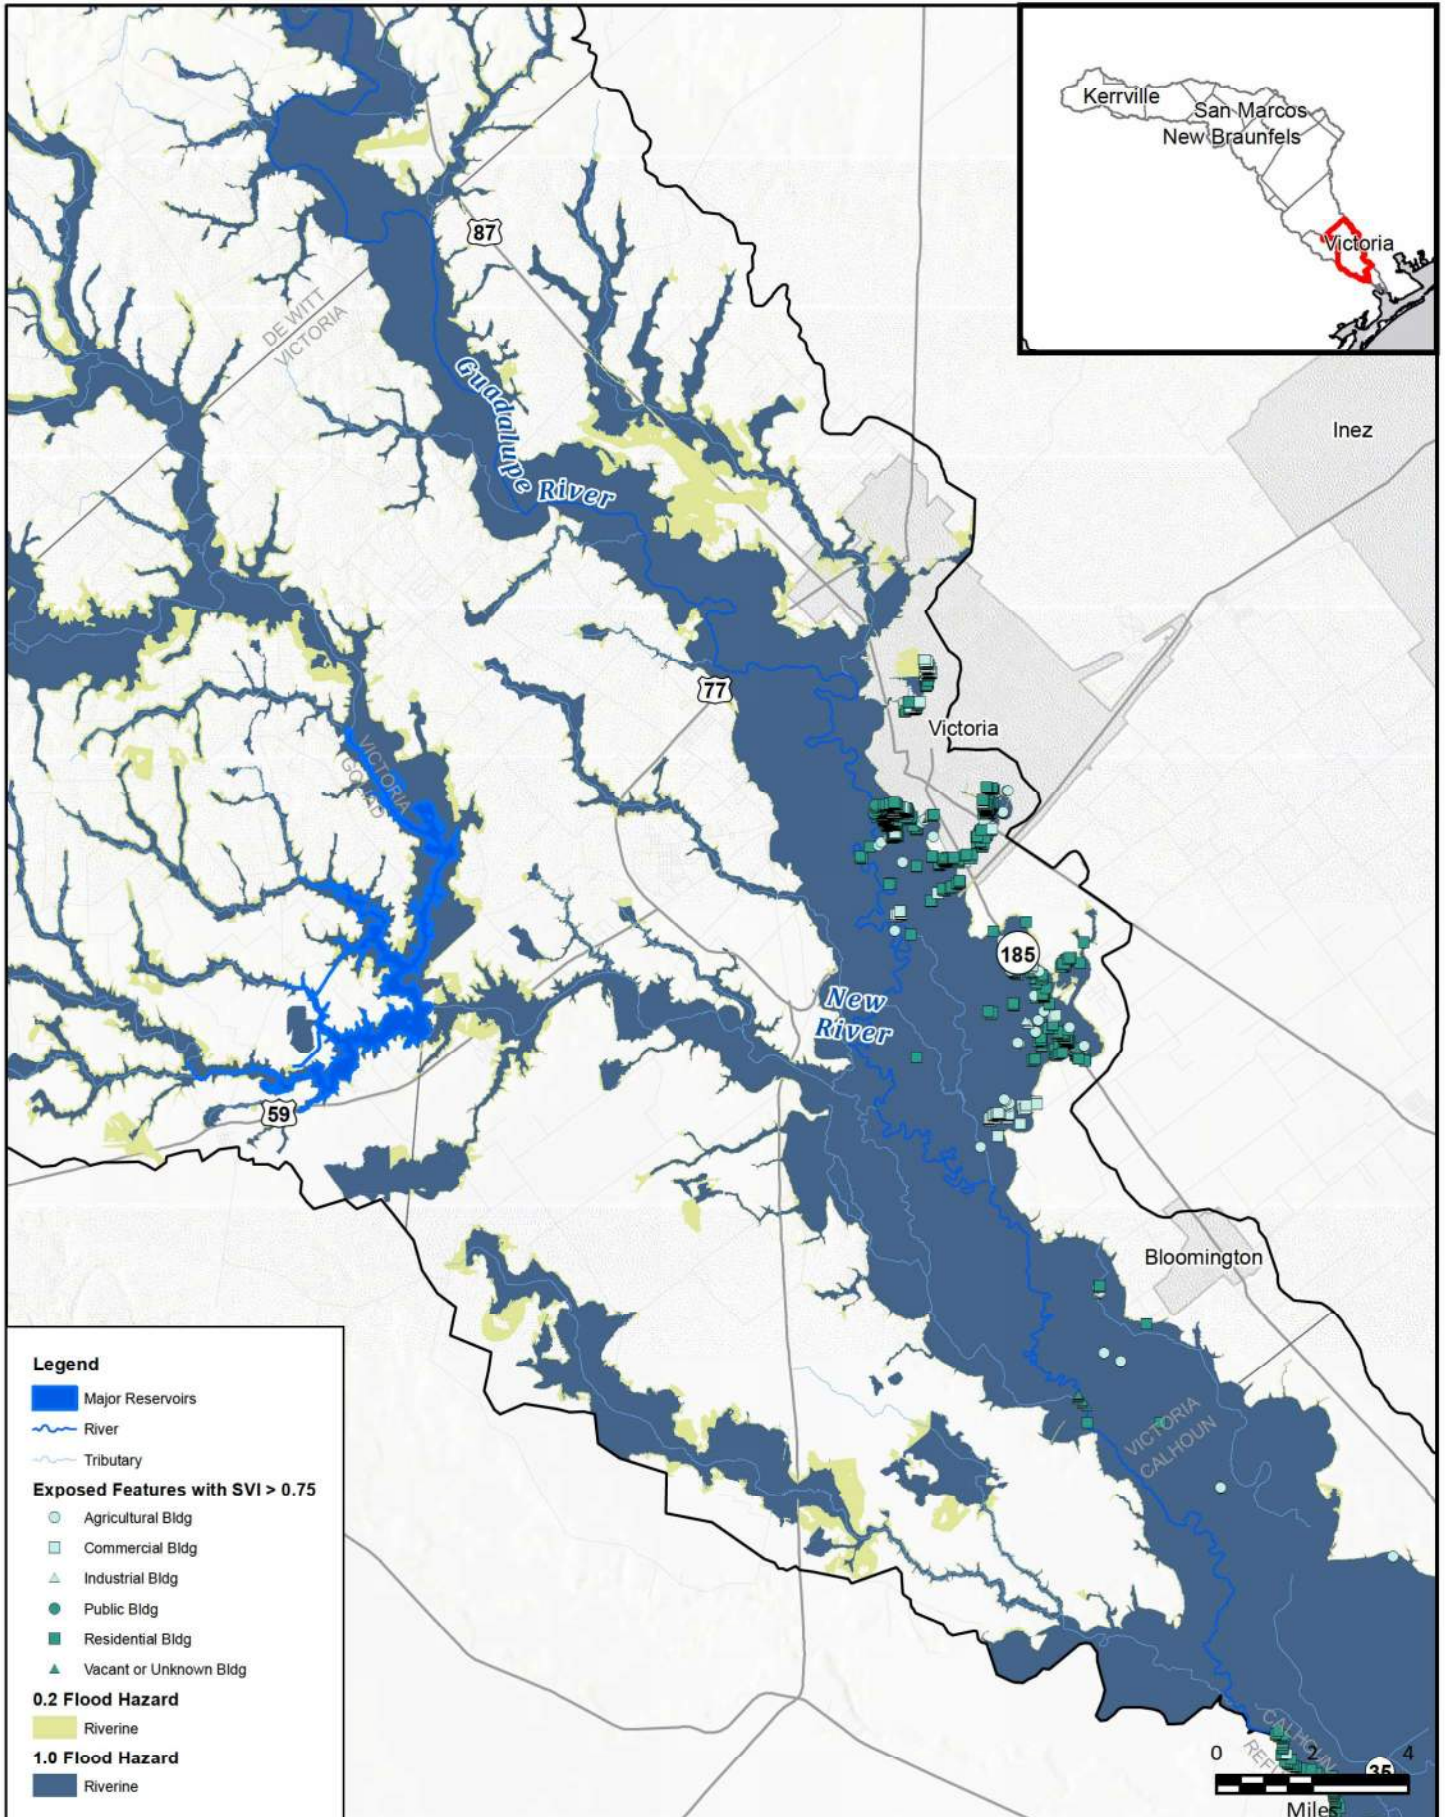 Kerrville
San Marcos
New Braunfels
Victoria
87
DE WITT
VICTORIA
Guadalupe River
Inez
77
Victoria
VICTORIA
GOLIAD
185
New
River
59
Bloomington
VICTORIA
CALHOUN
CALHOUN
35
0 2 4
Miles
Legend
Major Reservoirs
River
Tributary
Exposed Features with SVI > 0.75
Agricultural Bldg
Commercial Bldg
Industrial Bldg
Public Bldg
Residential Bldg
Vacant or Unknown Bldg
0.2 Flood Hazard
Riverine
1.0 Flood Hazard
Riverine